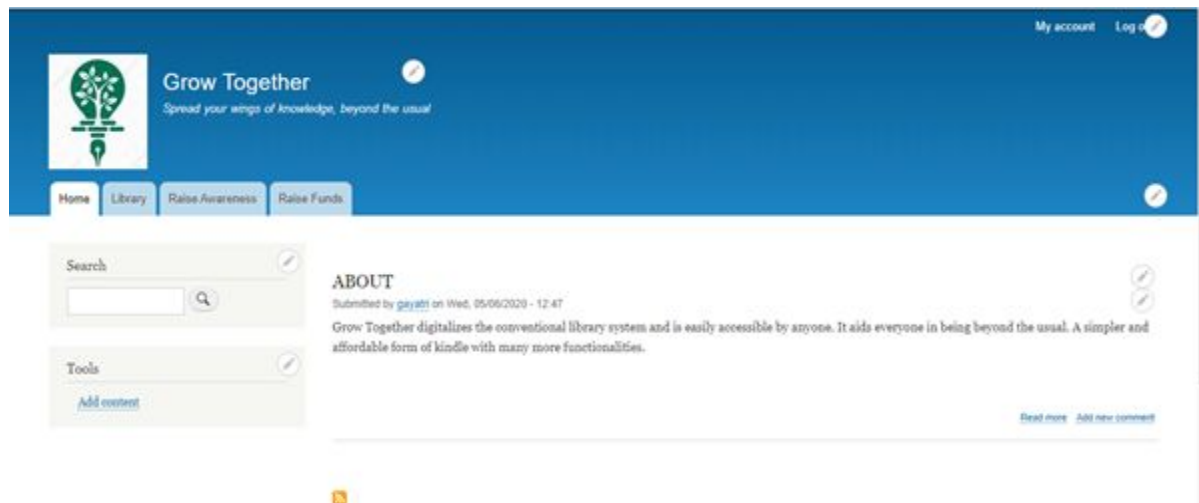 My account Log o
Grow Together
Spread your wings of knowledge, beyond the usual
Home Library Raise Awareness Raise Funds
Search
Tools
Add content
ABOUT
Submitted by gayatri on Wed, 05/06/2020 - 12:47
Grow Together digitalizes the conventional library system and is easily accessible by anyone. It aids everyone in being beyond the usual. A simpler and
affordable form of kindle with many more functionalities.
Read more Add new comment